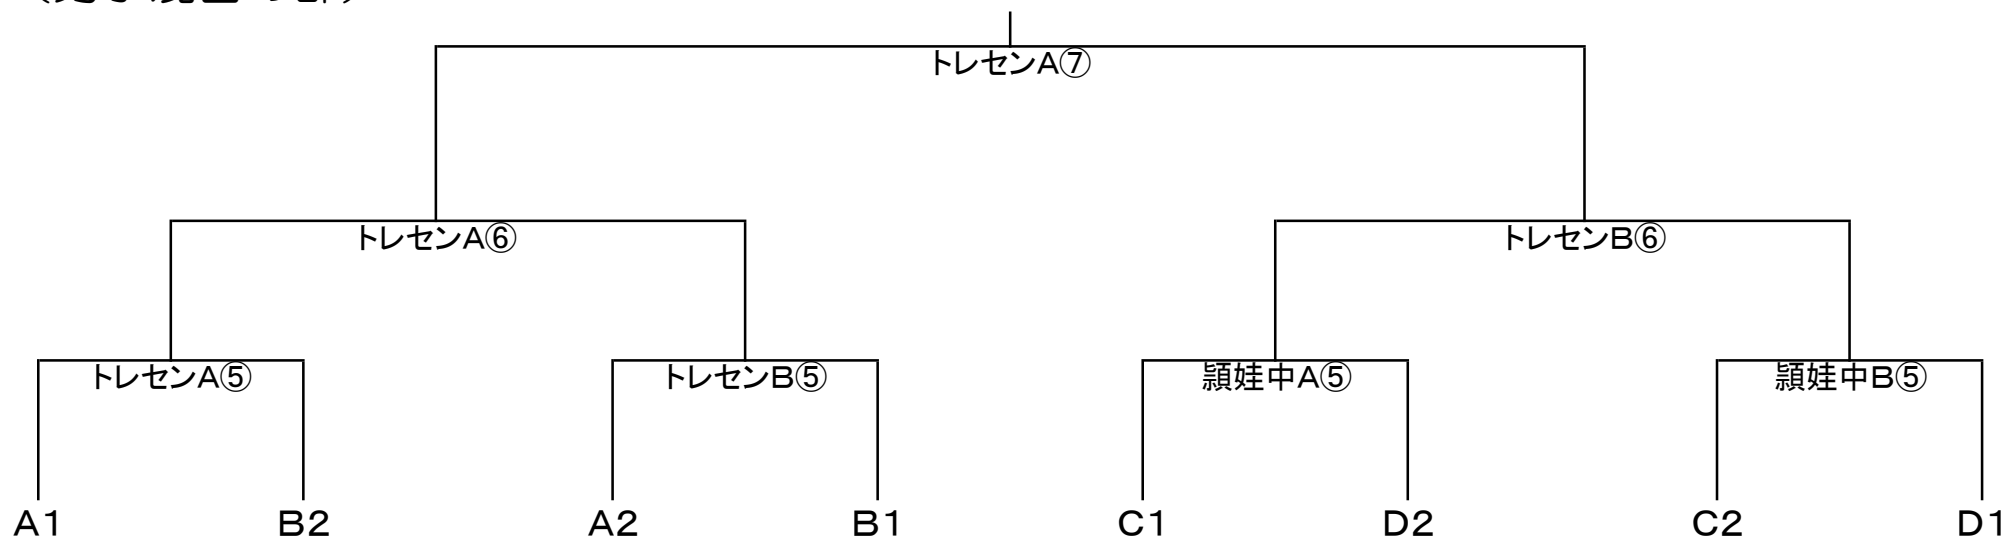 トレセンA⑦
トレセンA⑥ トレセンB⑥
トレセンA⑤ トレセンB⑤ 頴娃中A⑤ 頴娃中B⑤
A1 B2 A2 B1 C1 D2 C2 D1